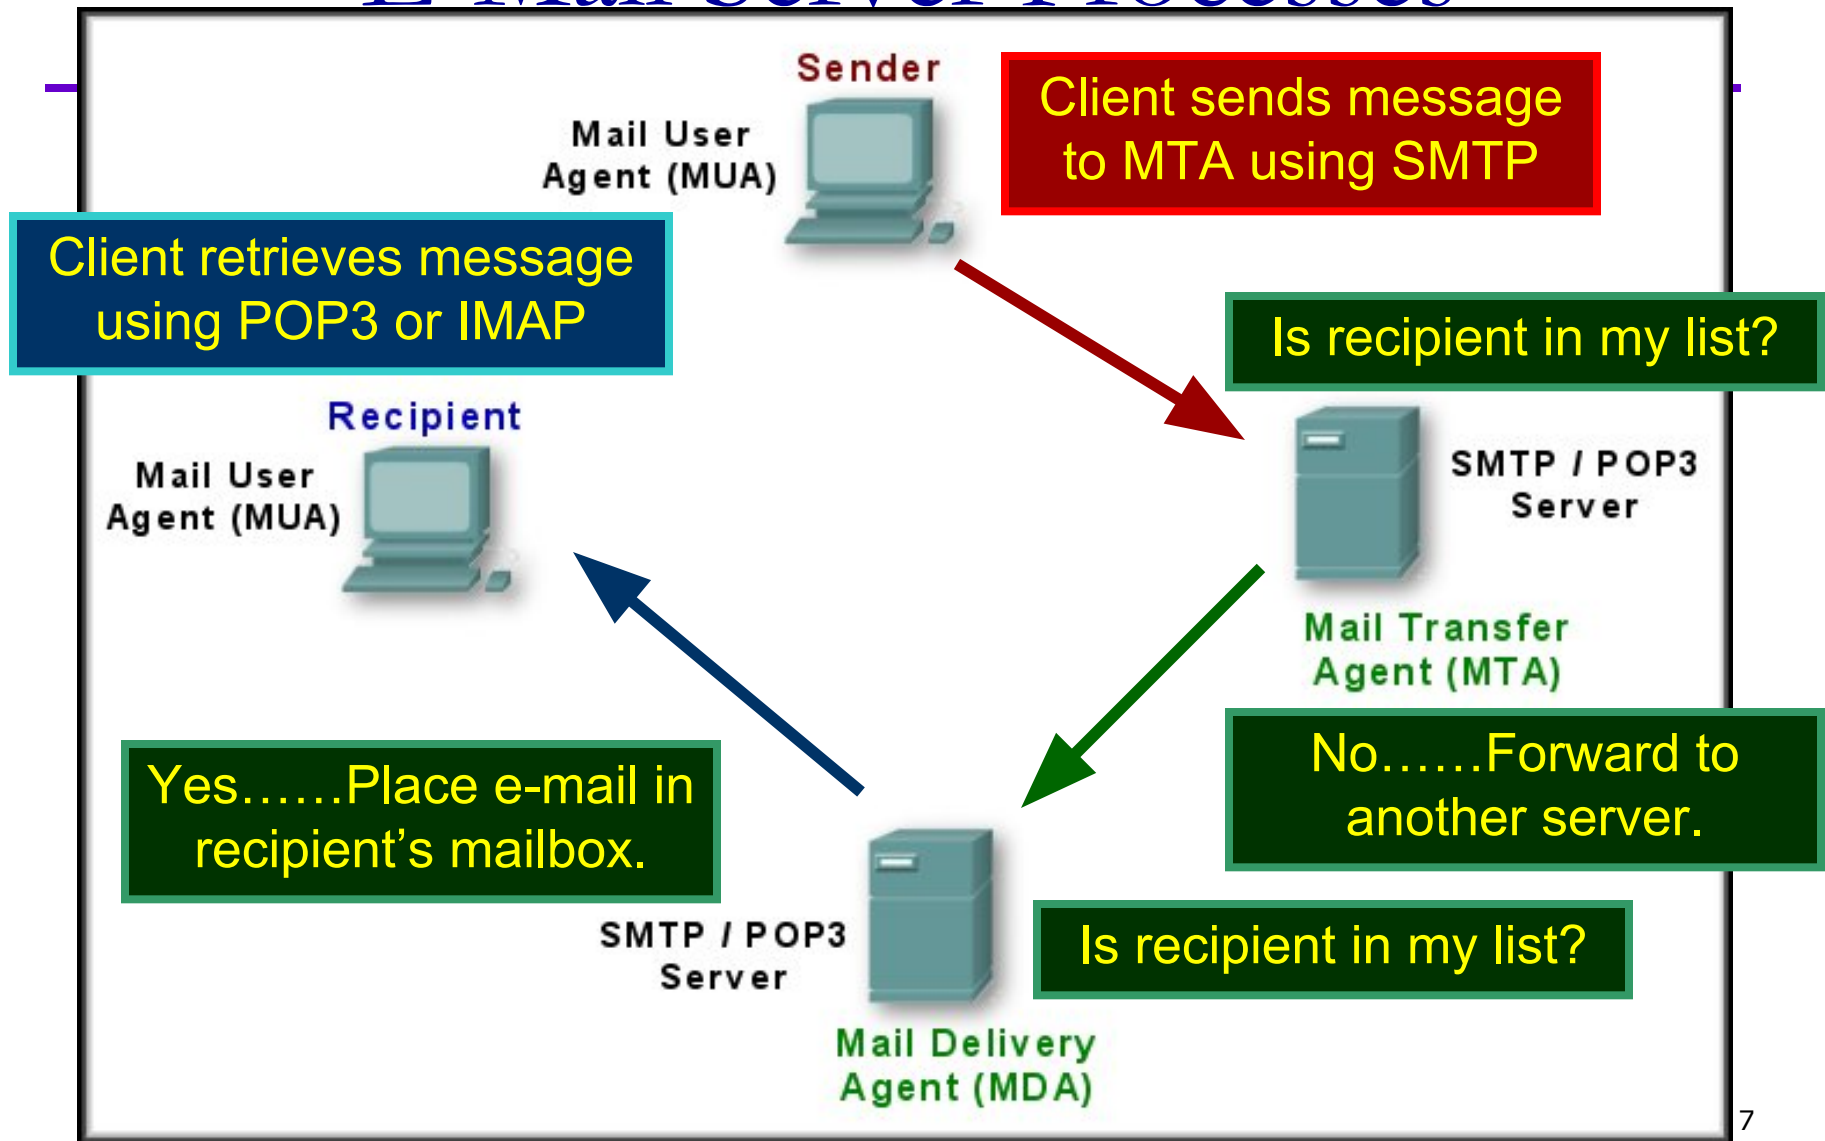 E-Mail Server Processes
Sender
Mail User
Agent (MUA)
Client sends message
to MTA using SMTP
Client retrieves message
using POP3 or IMAP
Is recipient in my list?
Recipient
Mail User
Agent (MUA)
SMTP / POP3
Server
Mail Transfer
Agent (MTA)
No......Forward to
another server.
Yes......Place e-mail in
recipient’s mailbox.
SMTP / POP3
Server
Is recipient in my list?
Mail Delivery
Agent (MDA)
7